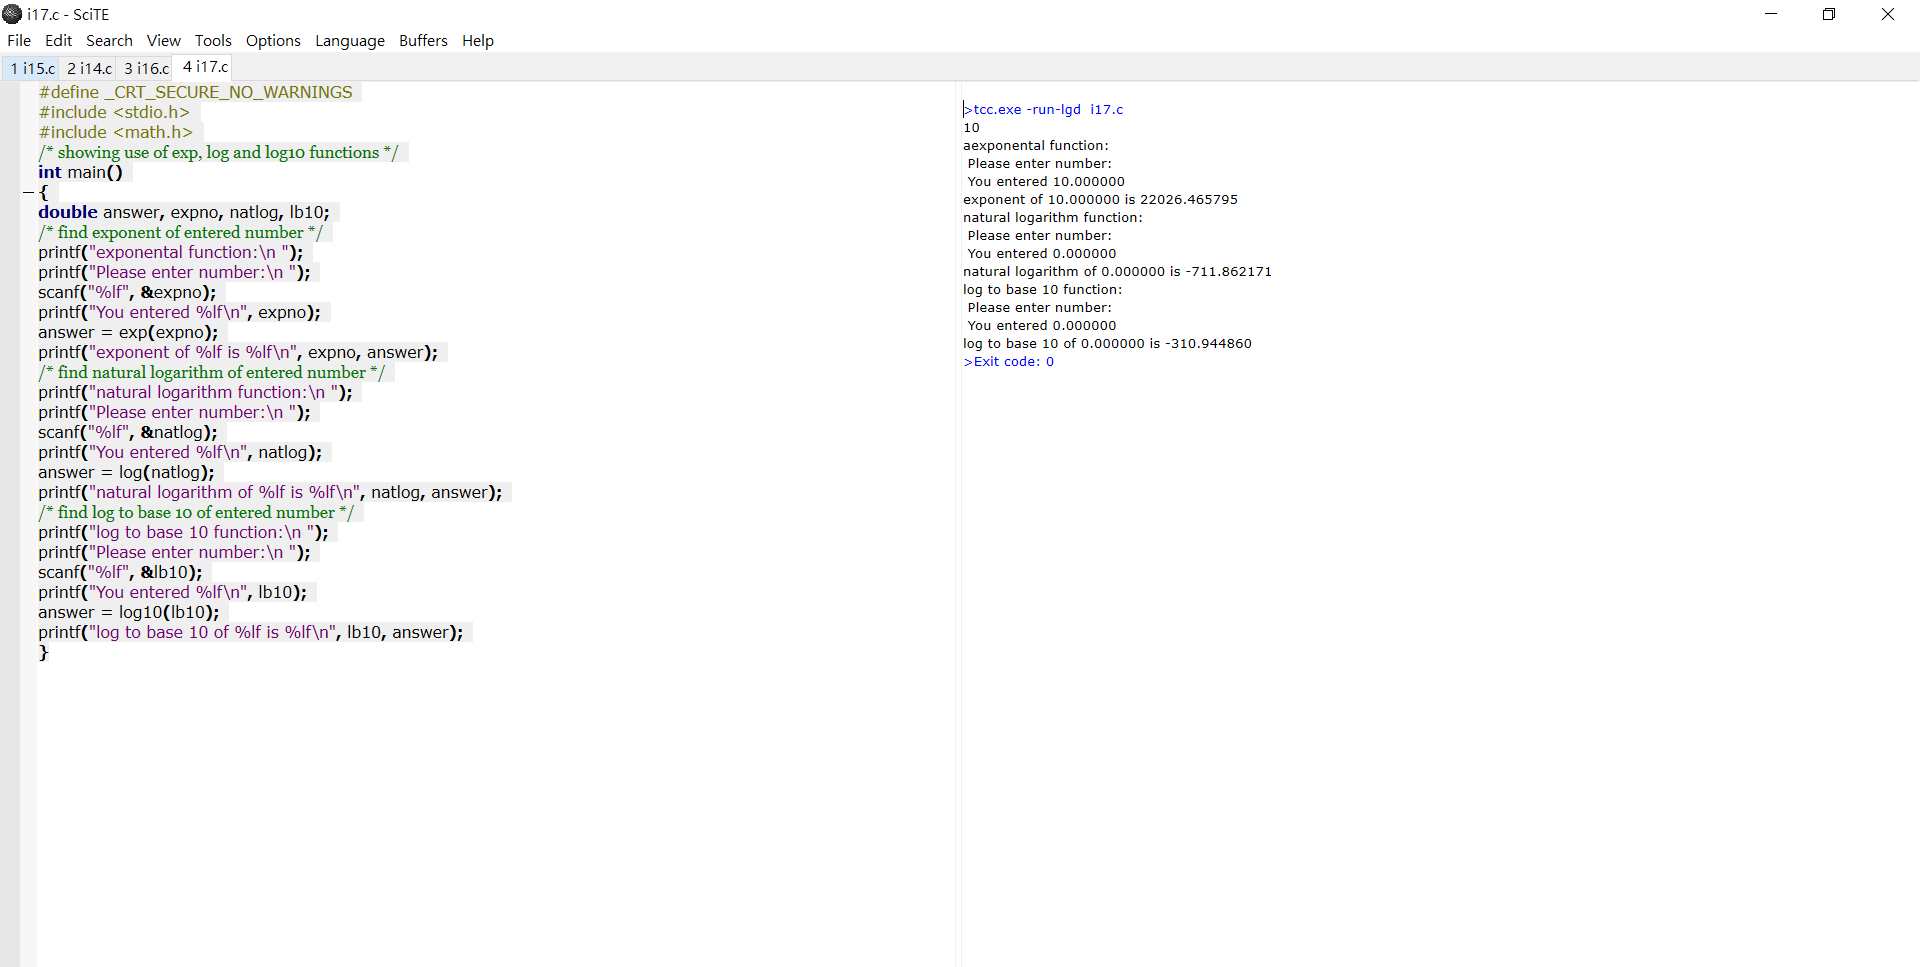 i17.c - SciTE
File Edit Search View Tools Options Language Buffers Help
1 i15.c 2 i14.c 3 i16.c 4 i17.c
#define _CRT_SECURE_NO_WARNINGS
#include <stdio.h>
#include <math.h>
/* showing use of exp, log and log10 functions */
int main()
{
double answer, expno, natlog, lb10;
/* find exponent of entered number */
printf("exponental function:\n ");
printf("Please enter number:\n ");
scanf("%lf", &expno);
printf("You entered %lf\n", expno);
answer = exp(expno);
printf("exponent of %lf is %lf\n", expno, answer);
/* find natural logarithm of entered number */
printf("natural logarithm function:\n ");
printf("Please enter number:\n ");
scanf("%lf", &natlog);
printf("You entered %lf\n", natlog);
answer = log(natlog);
printf("natural logarithm of %lf is %lf\n", natlog, answer);
/* find log to base 10 of entered number */
printf("log to base 10 function:\n ");
printf("Please enter number:\n ");
scanf("%lf", &lb10);
printf("You entered %lf\n", lb10);
answer = log10(lb10);
printf("log to base 10 of %lf is %lf\n", lb10, answer);
}
>tcc.exe -run-lgd  i17.c
10
aexponental function:
Please enter number:
You entered 10.000000
exponent of 10.000000 is 22026.465795
natural logarithm function:
Please enter number:
You entered 0.000000
natural logarithm of 0.000000 is -711.862171
log to base 10 function:
Please enter number:
You entered 0.000000
log to base 10 of 0.000000 is -310.944860
>Exit code: 0